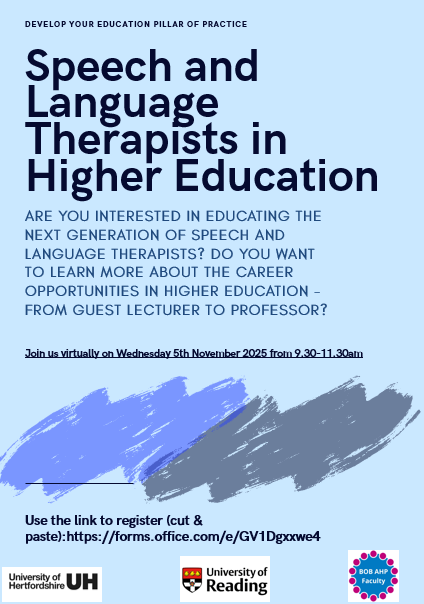 DEVELOP YOUR EDUCATION PILLAR OF PRACTICE
Speech and
Language
Therapists in
Higher Education
ARE YOU INTERESTED IN EDUCATING THE
NEXT GENERATION OF SPEECH AND
LANGUAGE THERAPISTS? DO YOU WANT
TO LEARN MORE ABOUT THE CAREER
OPPORTUNITIES IN HIGHER EDUCATION -
FROM GUEST LECTURER TO PROFESSOR?
Join us virtually on Wednesday 5th November 2025 from 9.30-11.30am
Use the link to register (cut &
paste):https://forms.office.com/e/GV1Dgxxwe4
University of
Hertfordshire UH
University of
Reading
BOB AHP
Faculty